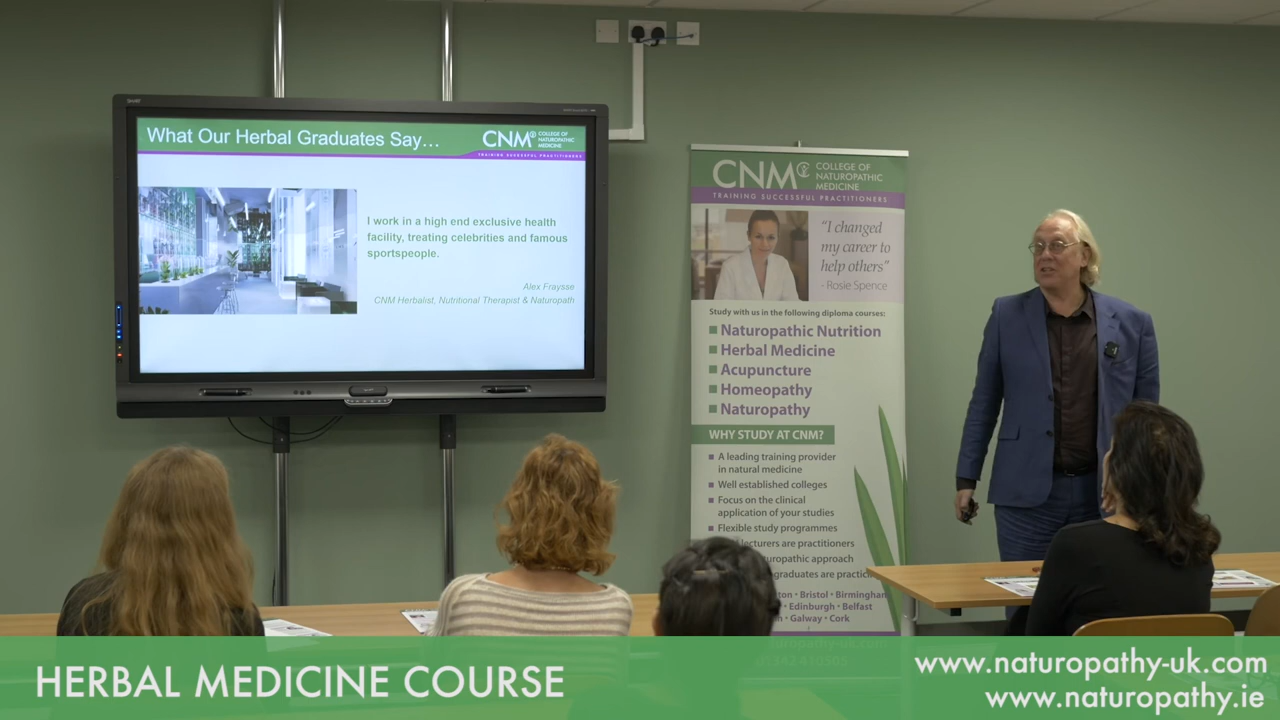 What Our Herbal Graduates Say…
CNM
COLLEGE OF
NATUROPATHIC
MEDICINE
TRAINING SUCCESSFUL PRACTITIONERS
I work in a high end exclusive health
facility, treating celebrities and famous
sportspeople.
Alex Fraysse
CNM Herbalist, Nutritional Therapist & Naturopath
CNM
COLLEGE OF
NATUROPATHIC
MEDICINE
TRAINING SUCCESSFUL PRACTITIONERS
“I changed
my career to
help others”
- Rosie Spence
Study with us in the following diploma courses:
Naturopathic Nutrition
Herbal Medicine
Acupuncture
Homeopathy
Naturopathy
WHY STUDY AT CNM?
A leading training provider
in natural medicine
Well established colleges
Focus on the clinical
application of your studies
Flexible study programmes
lecturers are practitioners
approach
graduates are
• Bristol • Birmingham
• Edinburgh • Belfast
• Galway • Cork
HERBAL MEDICINE COURSE
www.naturopathy-uk.com
www.naturopathy.ie